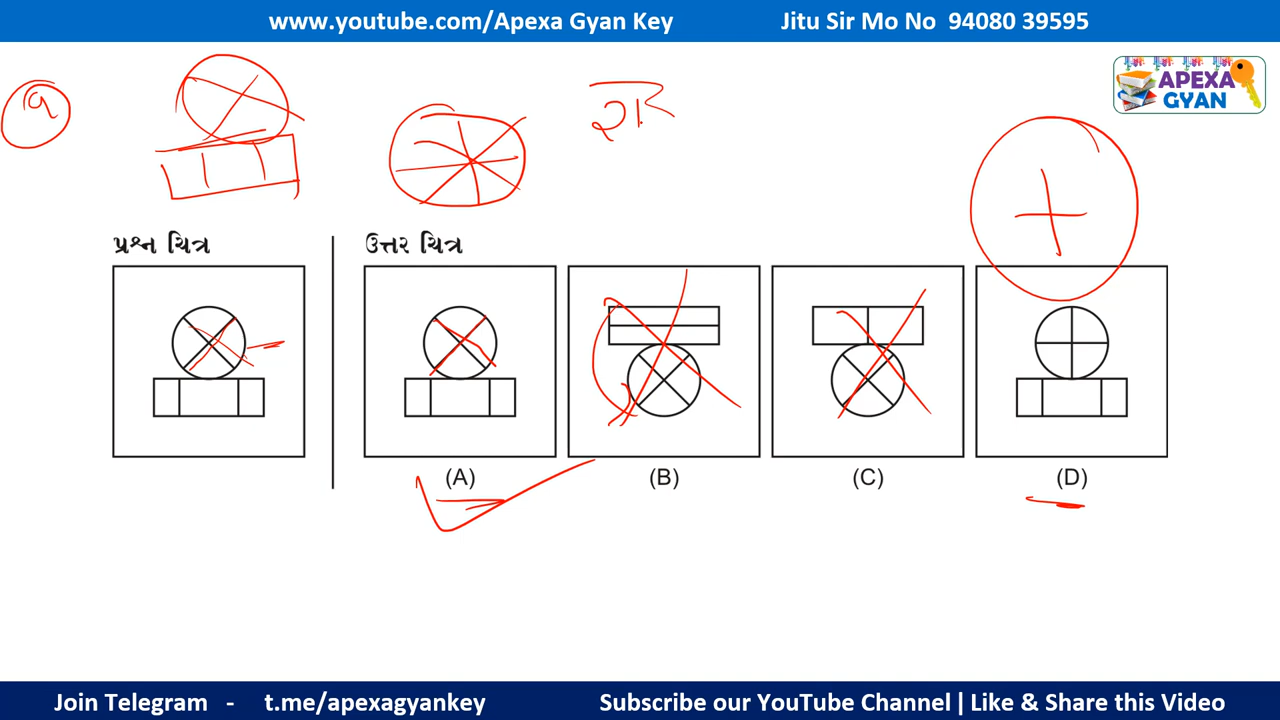 www.youtube.com/Apexa Gyan Key Jitu Sir Mo No 94080 39595
APEXA
GYAN
૧
પ્રશ્ન ચિત્ર
ઉત્તર ચિત્ર
(A) (B) (C) (D)
Join Telegram - t.me/apexagyankey Subscribe our YouTube Channel | Like & Share this Video